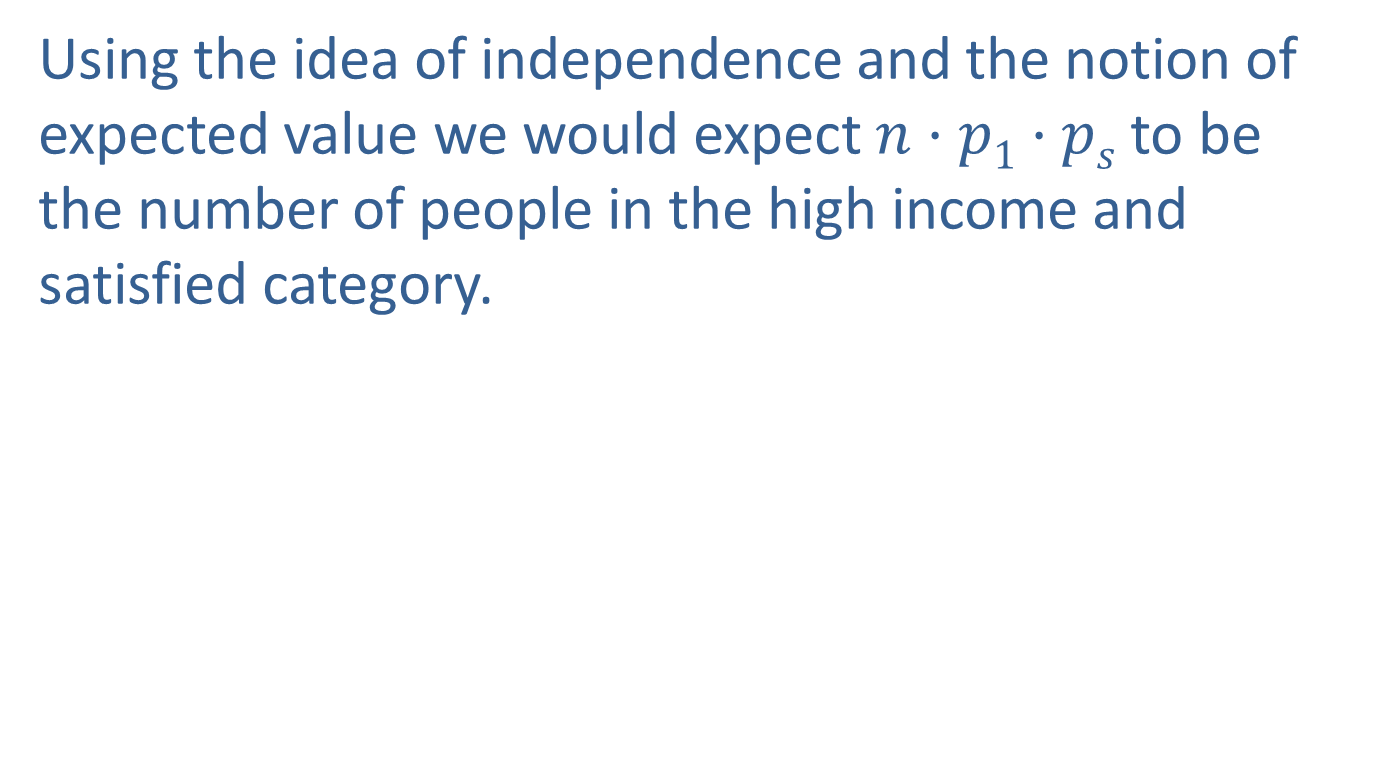 Using the idea of independence and the notion of
expected value we would expect 𝑛 · 𝑝₁ · 𝑝ₛ to be
the number of people in the high income and
satisfied category.